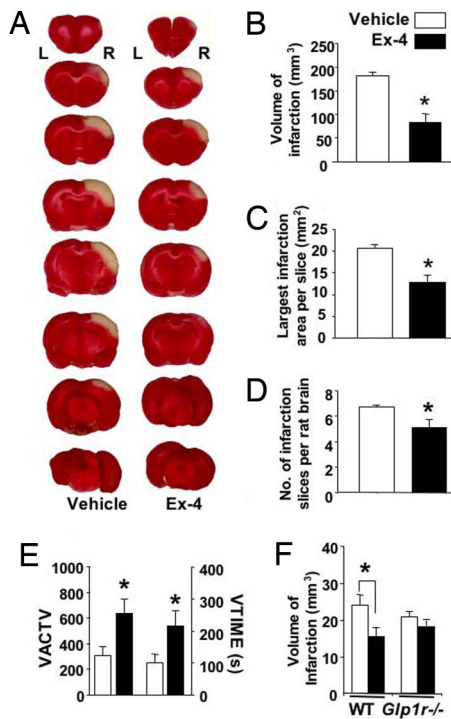 A
L R L R
Vehicle Ex-4
Vehicle
Ex-4
B
Volume of
infarction (mm3)
200
150
100
50
0
*
C
Largest infarction
area per slice (mm2)
25
20
15
10
5
0
*
D
No. of infarction
slices per rat brain
8
6
4
2
0
*
E
VACTV
1000
800
600
400
200
0
* *
400
300
200
100
0
VTIME (s)
F
Volume of
Infarction (mm3)
40
30
20
10
0
*
WT Glp1r-/-